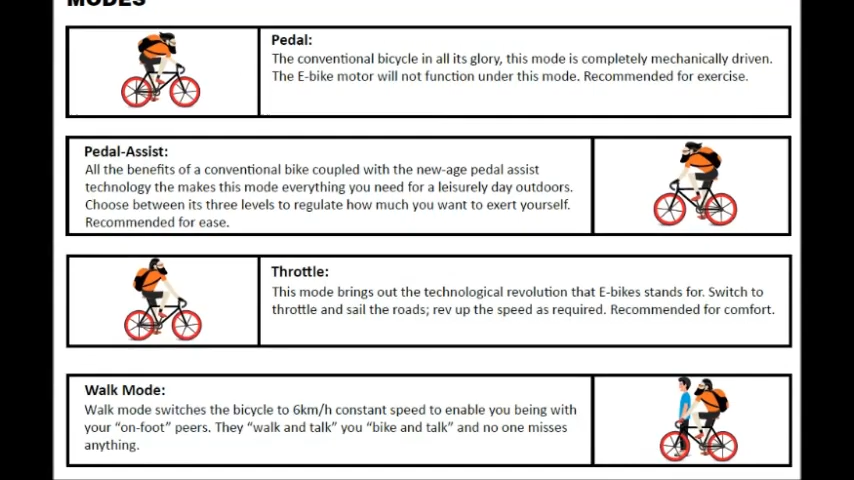 MODES
Pedal:
The conventional bicycle in all its glory, this mode is completely mechanically driven.
The E-bike motor will not function under this mode. Recommended for exercise.
Pedal-Assist:
All the benefits of a conventional bike coupled with the new-age pedal assist
technology the makes this mode everything you need for a leisurely day outdoors.
Choose between its three levels to regulate how much you want to exert yourself.
Recommended for ease.
Throttle:
This mode brings out the technological revolution that E-bikes stands for. Switch to
throttle and sail the roads; rev up the speed as required. Recommended for comfort.
Walk Mode:
Walk mode switches the bicycle to 6km/h constant speed to enable you being with
your “on-foot” peers. They “walk and talk” you “bike and talk” and no one misses
anything.